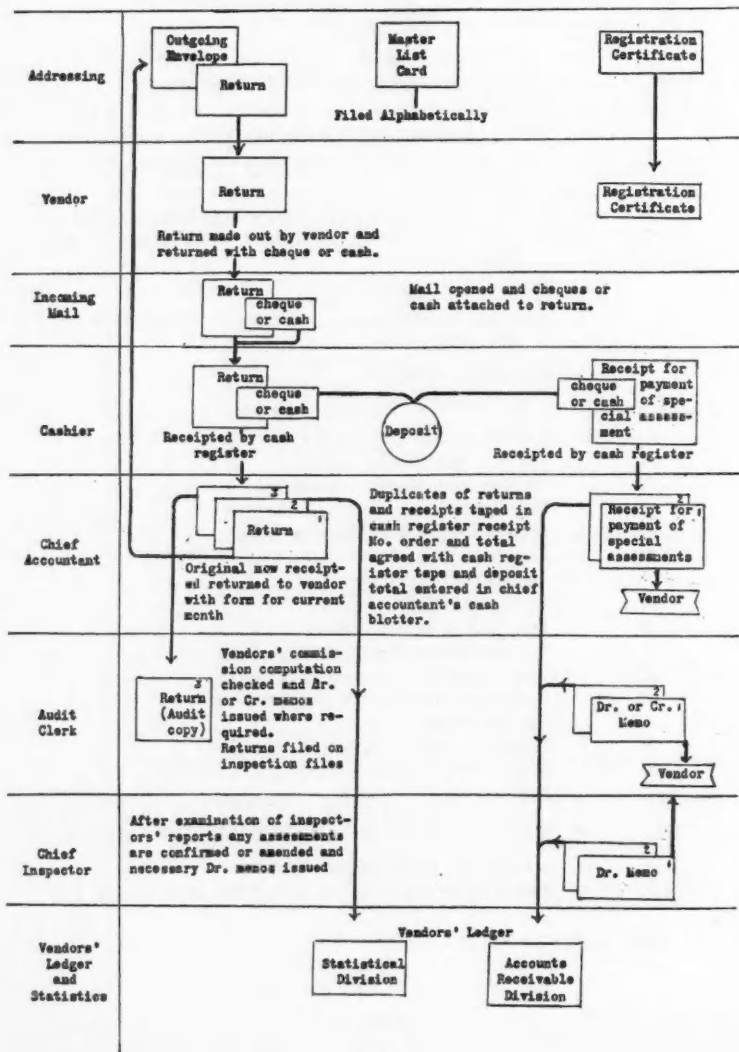 Addressing
Outgoing
Envelope
Return
Master
List
Card
Filed Alphabetically
Registration
Certificate
Vendor
Return
Return made out by vendor and
returned with cheque or cash.
Registration
Certificate
Incoming
Mail
Return
cheque
or cash
Mail opened and cheques or
cash attached to return.
Cashier
Return
cheque
or cash
Receipted by cash
register
Deposit
cheque
or cash
Receipt for
payment
of spe-
cial assess-
ment
Receipted by cash register
Chief
Accountant
3
2
1
Return
Original now receipt-
ed returned to vendor
with form for current
month
Duplicates of returns
and receipts taped in
cash register receipt
No. order and total
agreed with cash reg-
ister tape and deposit
total entered in chief
accountant's cash
blotter.
2
1
Receipt for
payment of
special
assessments
Vendor
Audit
Clerk
3
Return
(Audit
copy)
Vendors' commis-
sion computation
checked and Dr.
or Cr. memos
issued where re-
quired.
Returns filed on
inspection files
2
1
Dr. or Cr.
Memo
Vendor
Chief
Inspector
After examination of inspect-
ors' reports any assessments
are confirmed or amended and
necessary Dr. memos issued
2
1
Dr. Memo
Vendors'
Ledger
and
Statistics
Vendors' Ledger
Statistical
Division
Accounts
Receivable
Division